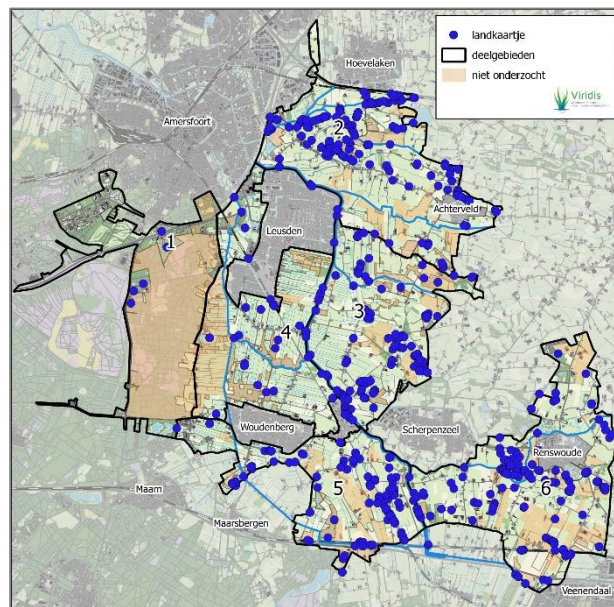 landkaartje
deelgebieden
niet onderzocht
Viridis
Hoevelaken
Amersfoort
2
Achterveld
1
Leusden
3
4
Woudenberg
Scherpenzeel
Renswoude
Maarn
5
6
Maarsbergen
Veenendaal